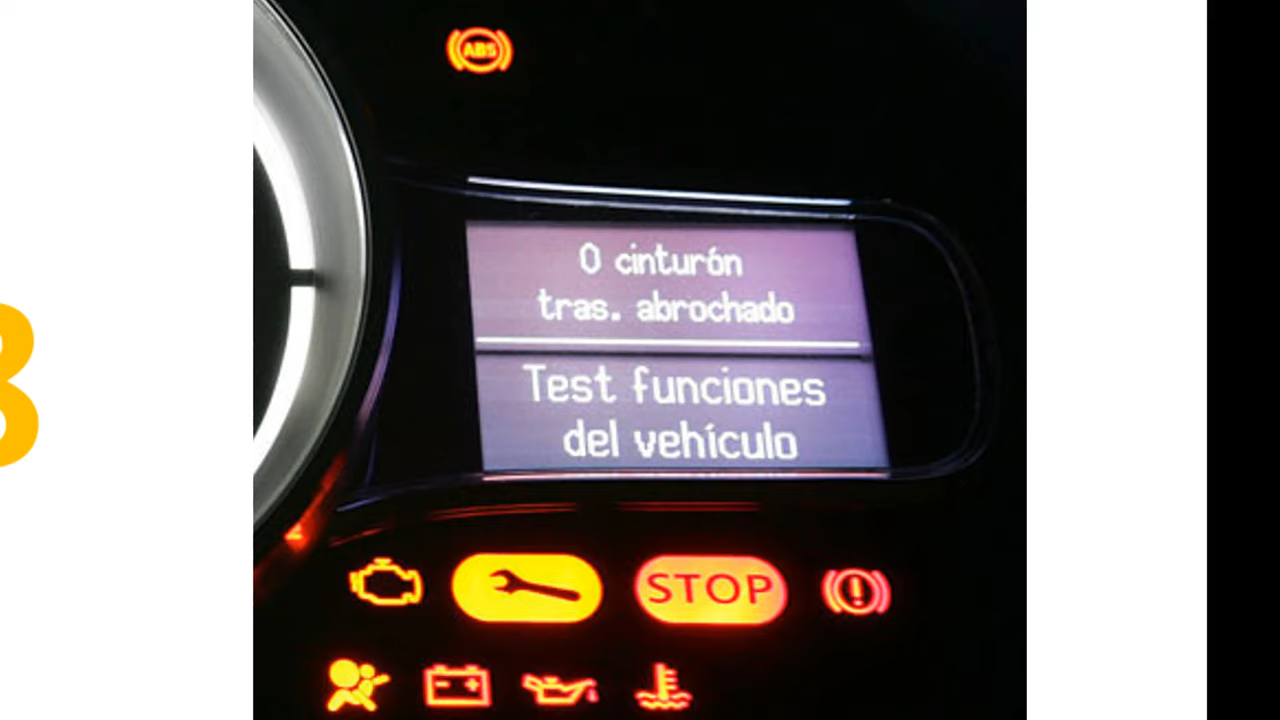 ABS
0 cinturón
tras. abrochado
Test funciones
del vehículo
STOP